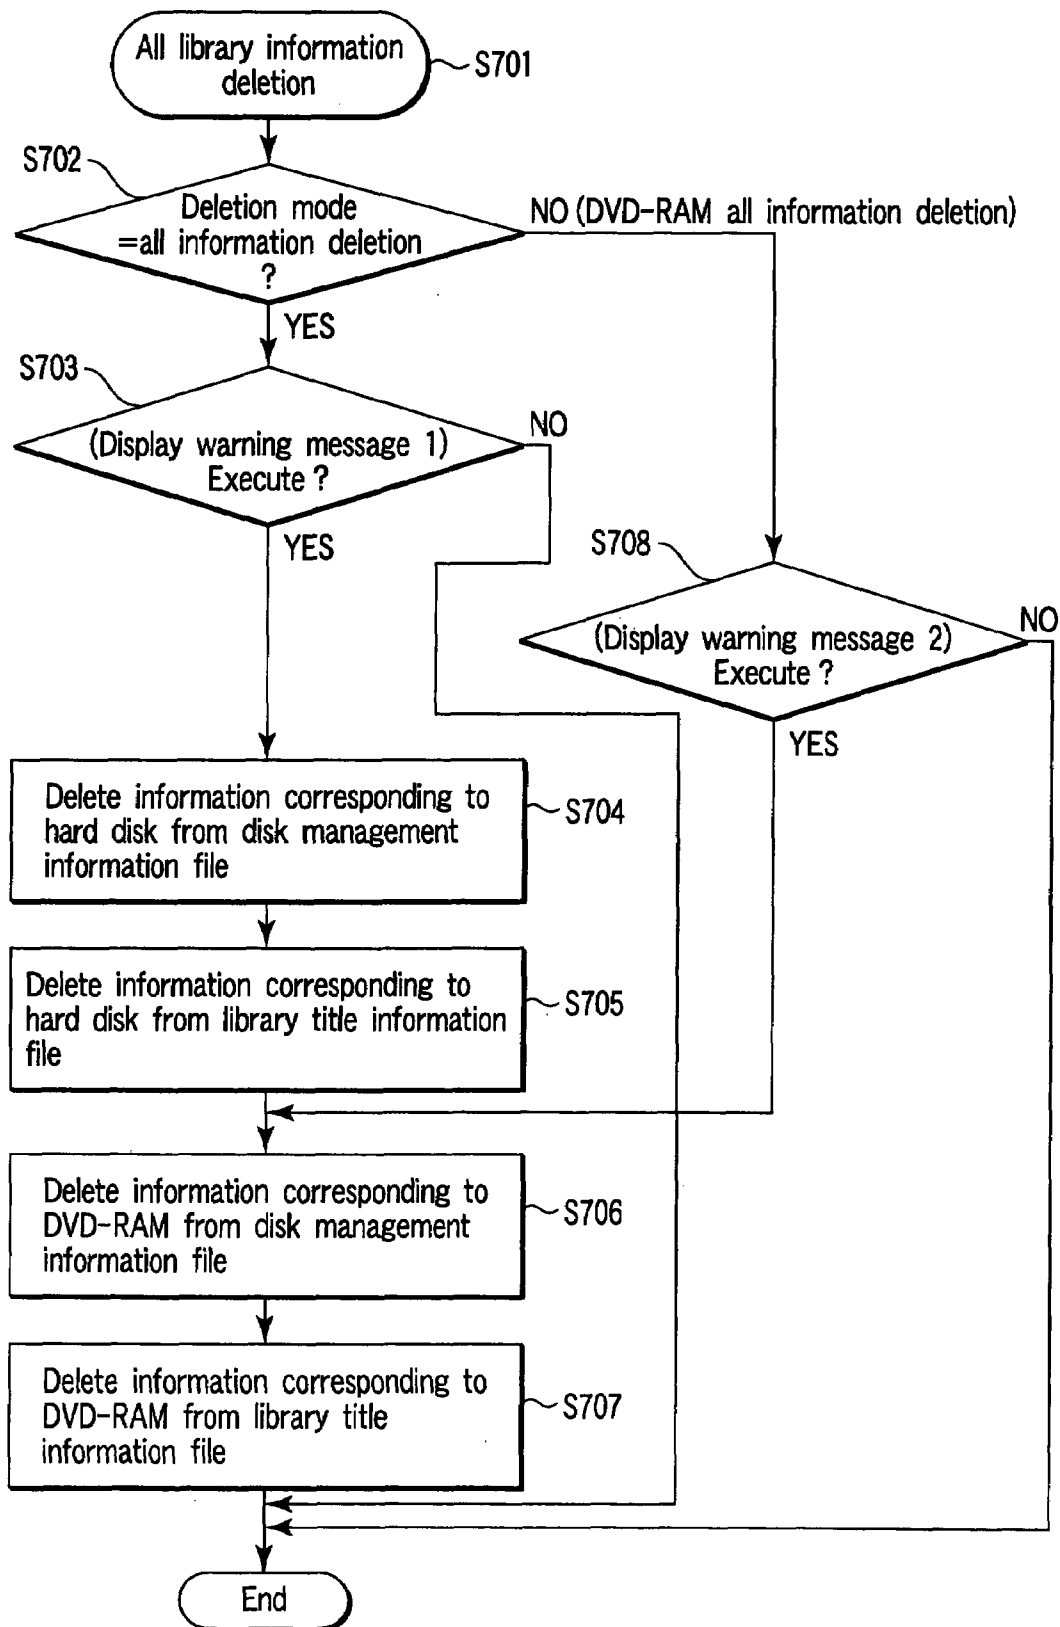 All library information
deletion
S701
S702
Deletion mode
=all information deletion
?
NO (DVD-RAM all information deletion)
YES
S703
(Display warning message 1)
Execute ?
NO
YES
S708
(Display warning message 2)
Execute ?
NO
YES
Delete information corresponding to
hard disk from disk management
information file
S704
Delete information corresponding to
hard disk from library title information
file
S705
Delete information corresponding to
DVD-RAM from disk management
information file
S706
Delete information corresponding to
DVD-RAM from library title
information file
S707
End